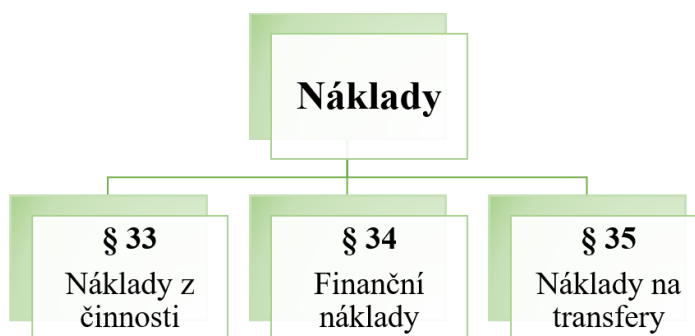 Náklady
§ 33
Náklady z
činnosti
§ 34
Finanční
náklady
§ 35
Náklady na
transfery